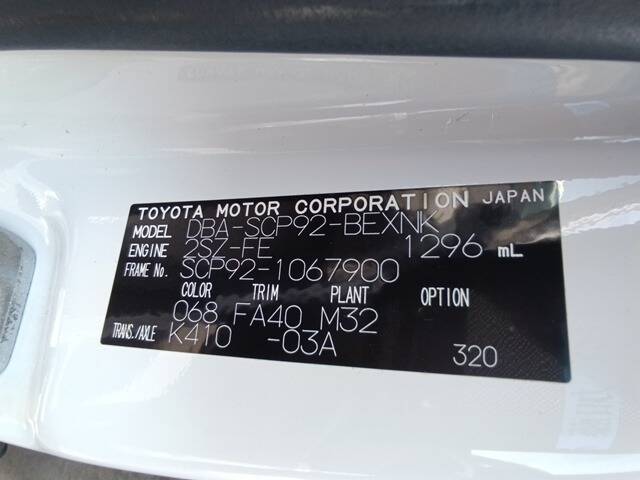 TOYOTA MOTOR CORPORATION JAPAN
MODEL DBA-SCP92-BEXNK
ENGINE 2SZ-FE 1296 mL
FRAME No. SCP92-1067900
COLOR TRIM PLANT OPTION
068 FA40 M32
TRANS./AXLE K410 -03A
320